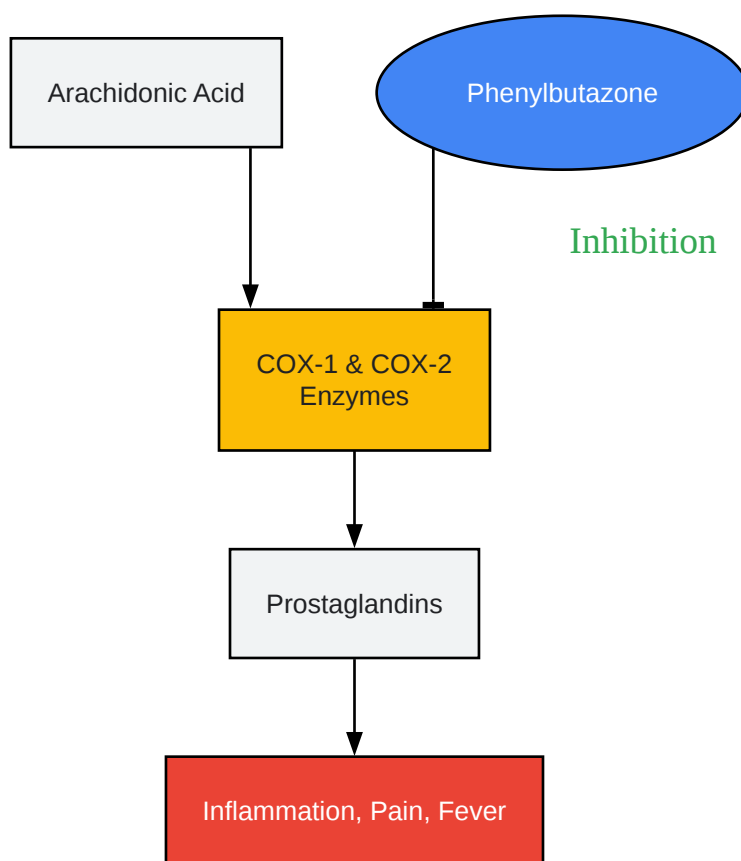 Arachidonic Acid
Phenylbutazone
Inhibition
COX-1 & COX-2
Enzymes
Prostaglandins
Inflammation, Pain, Fever